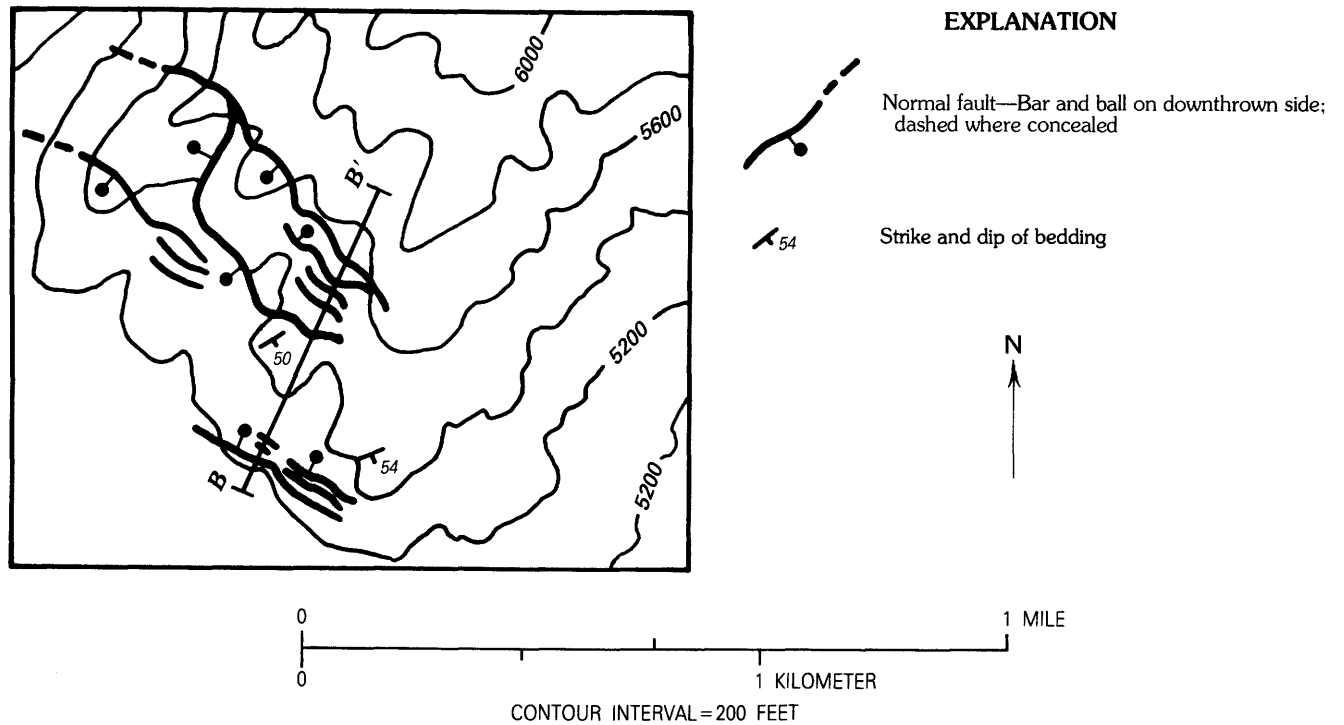 EXPLANATION
6000
Normal fault—Bar and ball on downthrown side;
dashed where concealed
5600
B'
54
Strike and dip of bedding
50
5200
N
54
B
5200
0
1 MILE
0
1 KILOMETER
CONTOUR INTERVAL=200 FEET